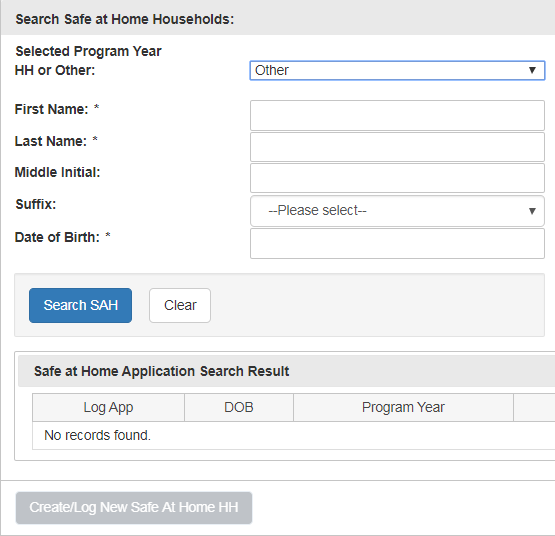 Search Safe at Home Households:
Selected Program Year
HH or Other: Other
First Name: *
Last Name: *
Middle Initial:
Suffix: --Please select--
Date of Birth: *
Search SAH Clear
Safe at Home Application Search Result
Log App DOB Program Year
No records found.
Create/Log New Safe At Home HH